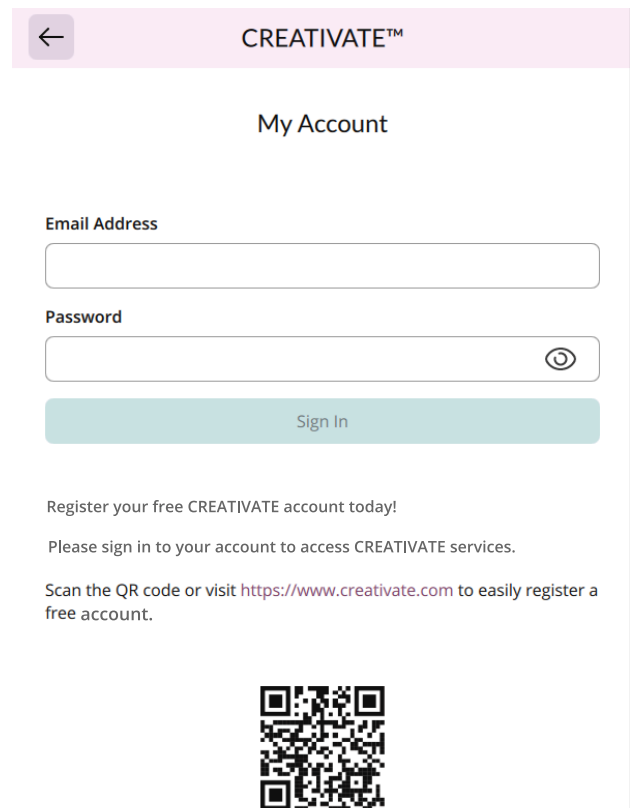 CREATIVATE™
My Account
Email Address
Password
Sign In
Register your free CREATIVATE account today!
Please sign in to your account to access CREATIVATE services.
Scan the QR code or visit https://www.creativate.com to easily register a
free account.